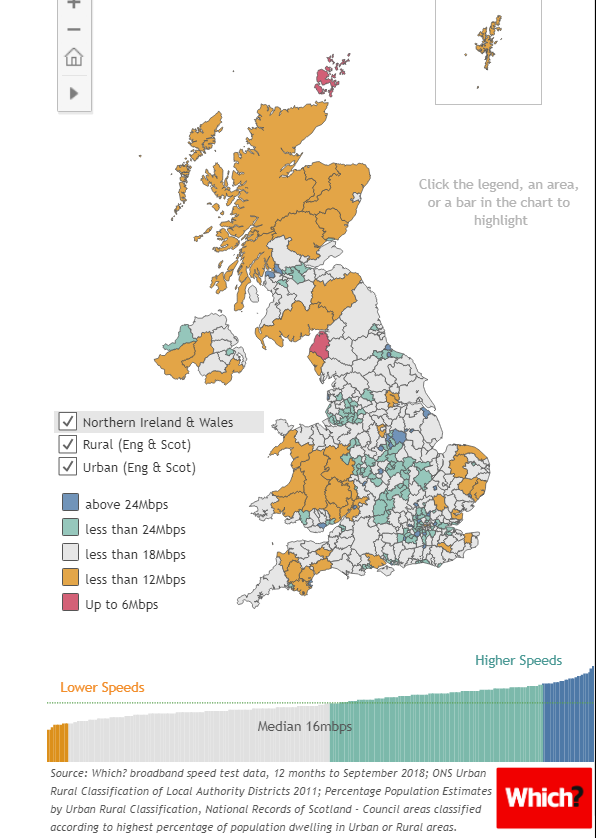 Click the legend, an area,
or a bar in the chart to
highlight
Northern Ireland & Wales
Rural (Eng & Scot)
Urban (Eng & Scot)
above 24Mbps
less than 24Mbps
less than 18Mbps
less than 12Mbps
Up to 6Mbps
Higher Speeds
Lower Speeds
Median 16mbps
Source: Which? broadband speed test data, 12 months to September 2018; ONS Urban
Rural Classification of Local Authority Districts 2011; Percentage Population Estimates
by Urban Rural Classification, National Records of Scotland - Council areas classified
according to highest percentage of population dwelling in Urban or Rural areas.
Which?